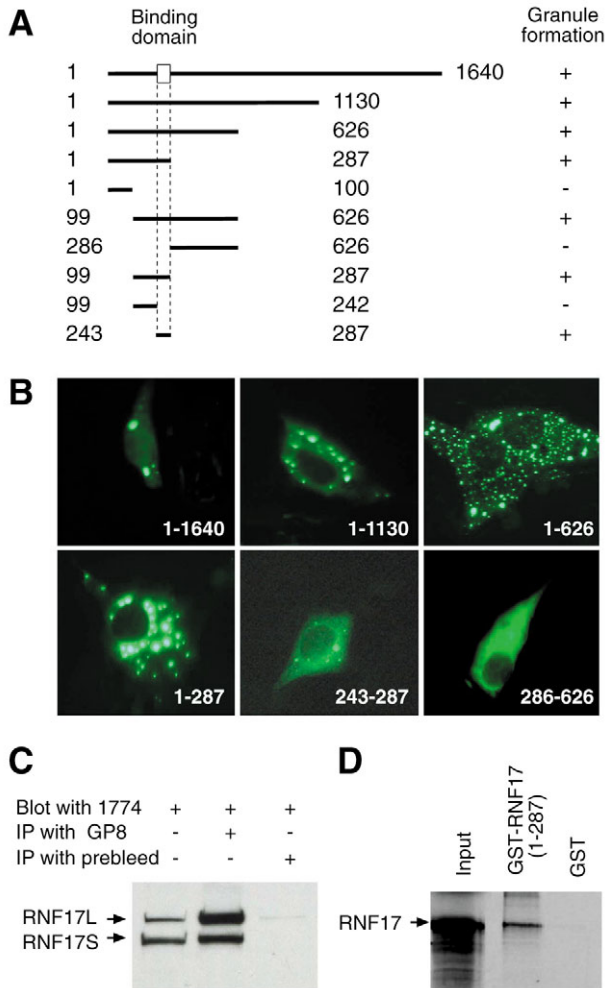 A
Binding domain
Granule formation
1 1640 +
1 1130 +
1 626 +
1 287 +
1 100 -
99 626 +
286 626 -
99 287 +
99 242 -
243 287 +
B
1-1640
1-1130
1-626
1-287
243-287
286-626
C
Blot with 1774 + + +
IP with GP8 - + -
IP with prebleed - - +
RNF17L
RNF17S
D
Input
GST-RNF17 (1-287)
GST
RNF17